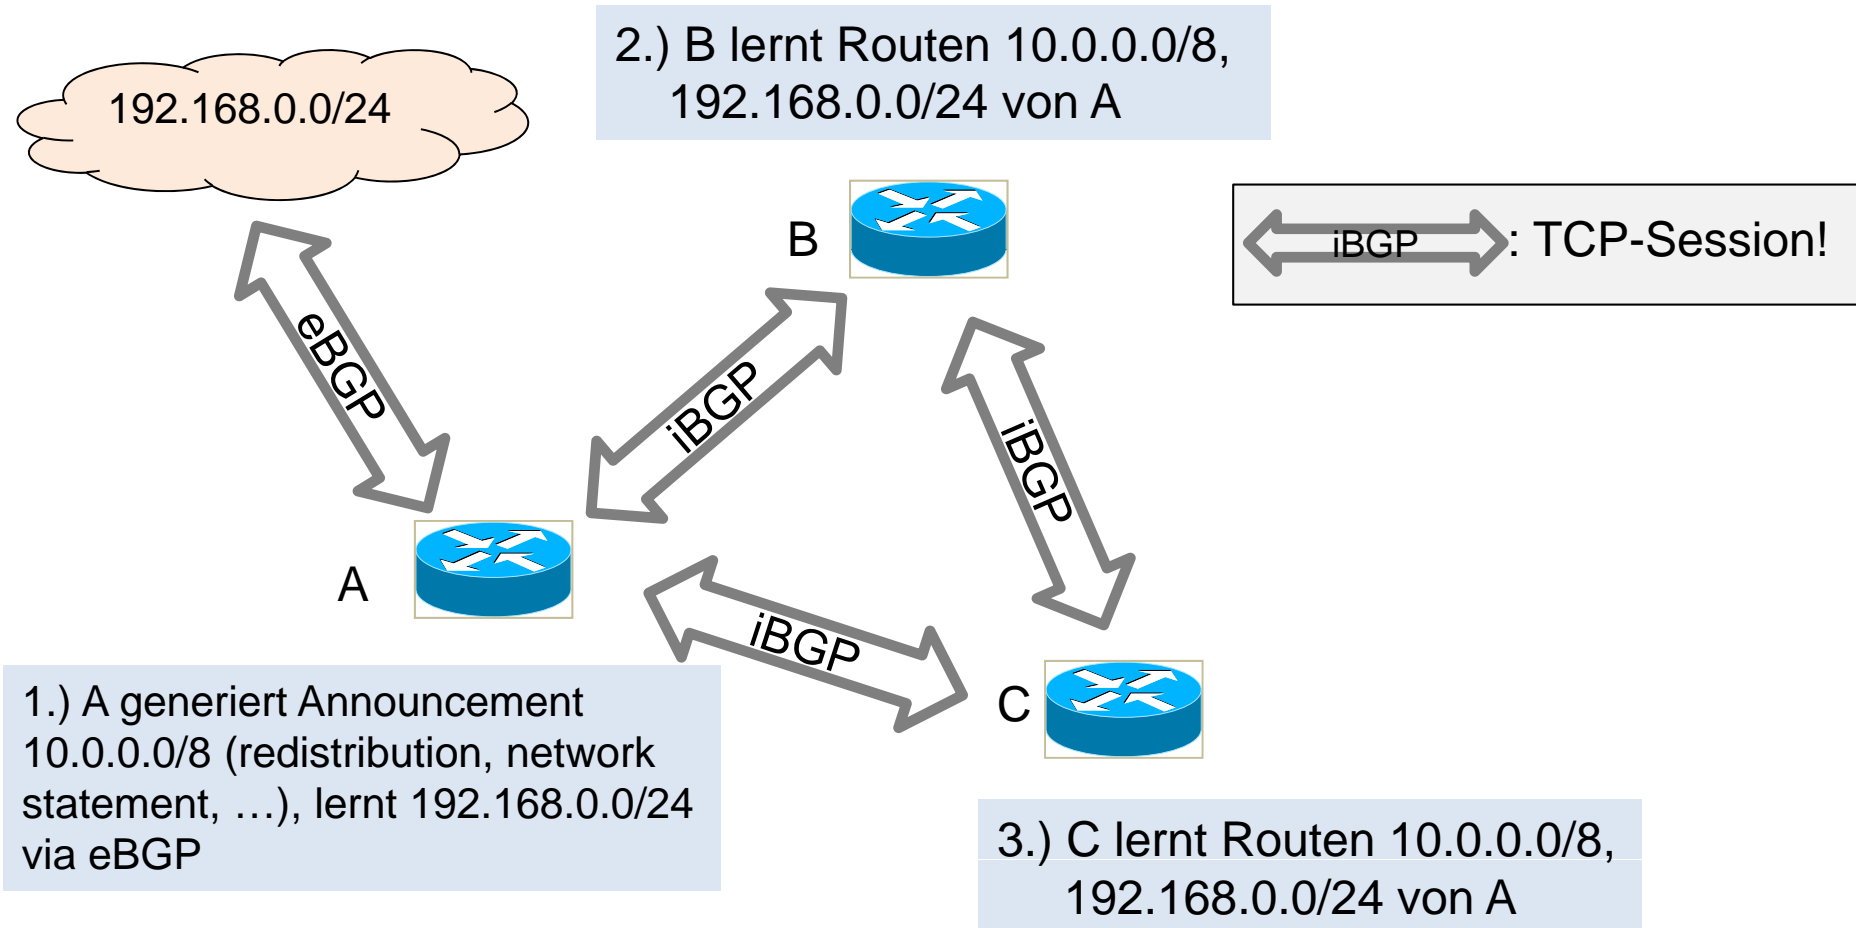 2.) B lernt Routen 10.0.0.0/8,
192.168.0.0/24 von A
192.168.0.0/24
B
iBGP : TCP-Session!
eBGP
iBGP
iBGP
A
iBGP
C
1.) A generiert Announcement
10.0.0.0/8 (redistribution, network
statement, …), lernt 192.168.0.0/24
via eBGP
3.) C lernt Routen 10.0.0.0/8,
192.168.0.0/24 von A